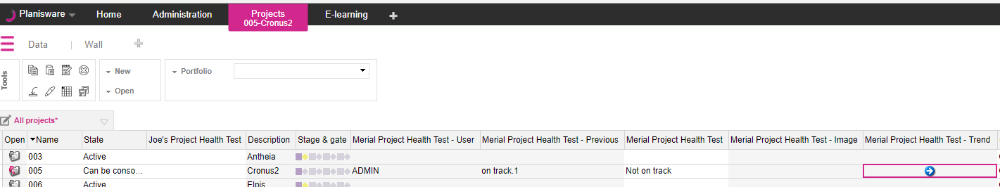 Planisware Home Administration Projects E-learning
005-Cronus2
Data | Wall
Tools
New
Open
Portfolio
All projects*
Open Name State Joe's Project Health Test Description Stage & gate Merial Project Health Test - User Merial Project Health Test - Previous Merial Project Health Test Merial Project Health Test - Image Merial Project Health Test - Trend
003 Active Antheia
005 Can be conso... Cronus2 ADMIN on track.1 Not on track
006 Active Elpis